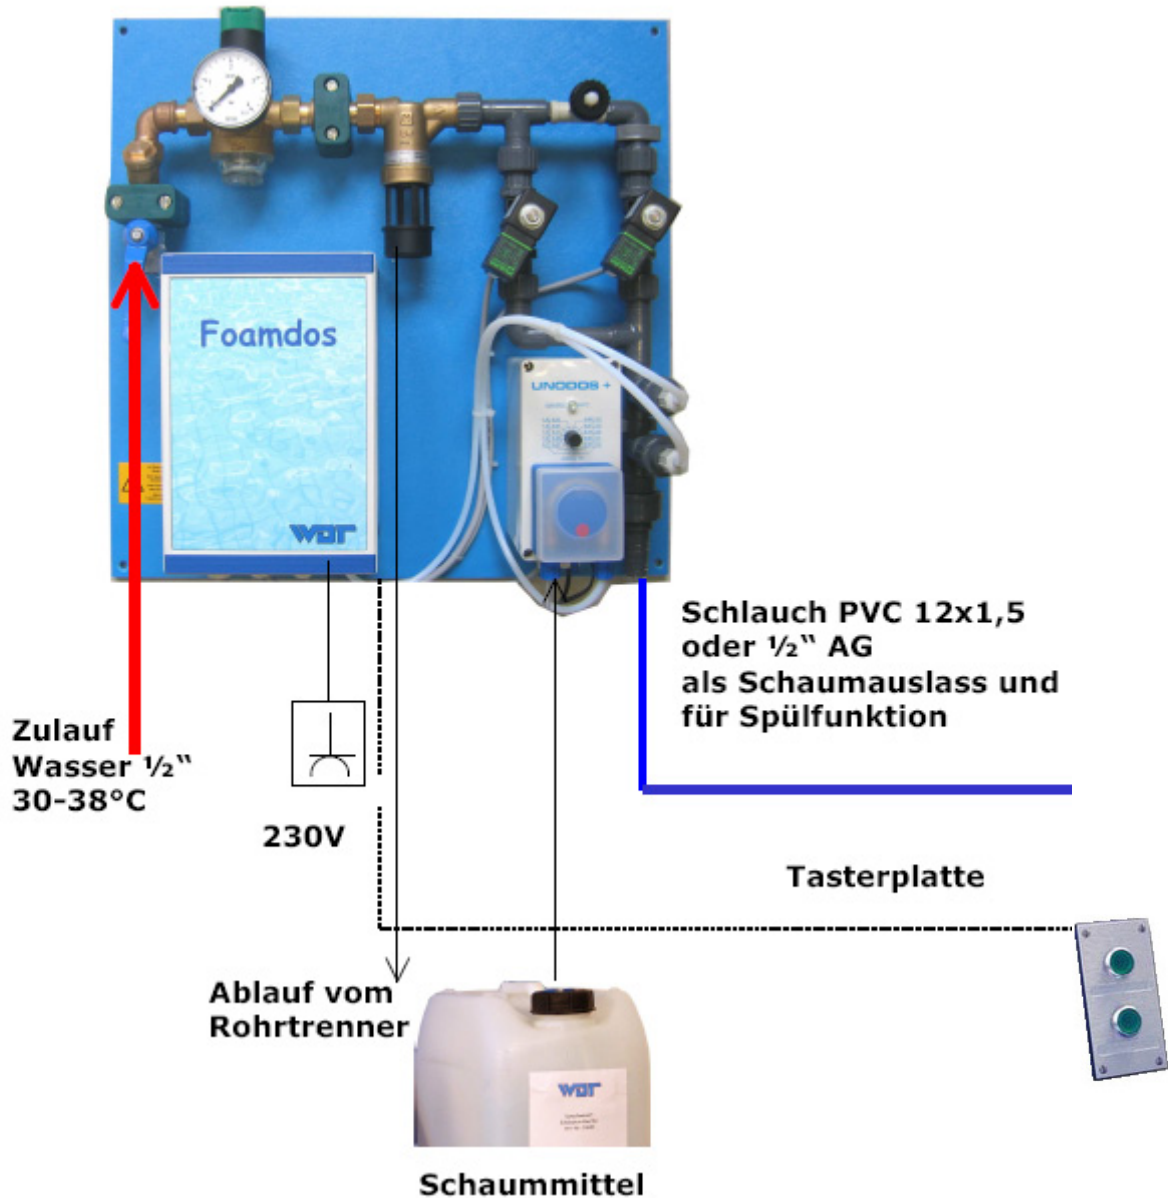 Foamdos
WDT
UNODOS +
Schlauch PVC 12x1,5
oder ½“ AG
als Schaumauslass und
für Spülfunktion
Zulauf
Wasser ½“
30-38°C
230V
Tasterplatte
Ablauf vom
Rohrtrenner
WDT
Schaummittel